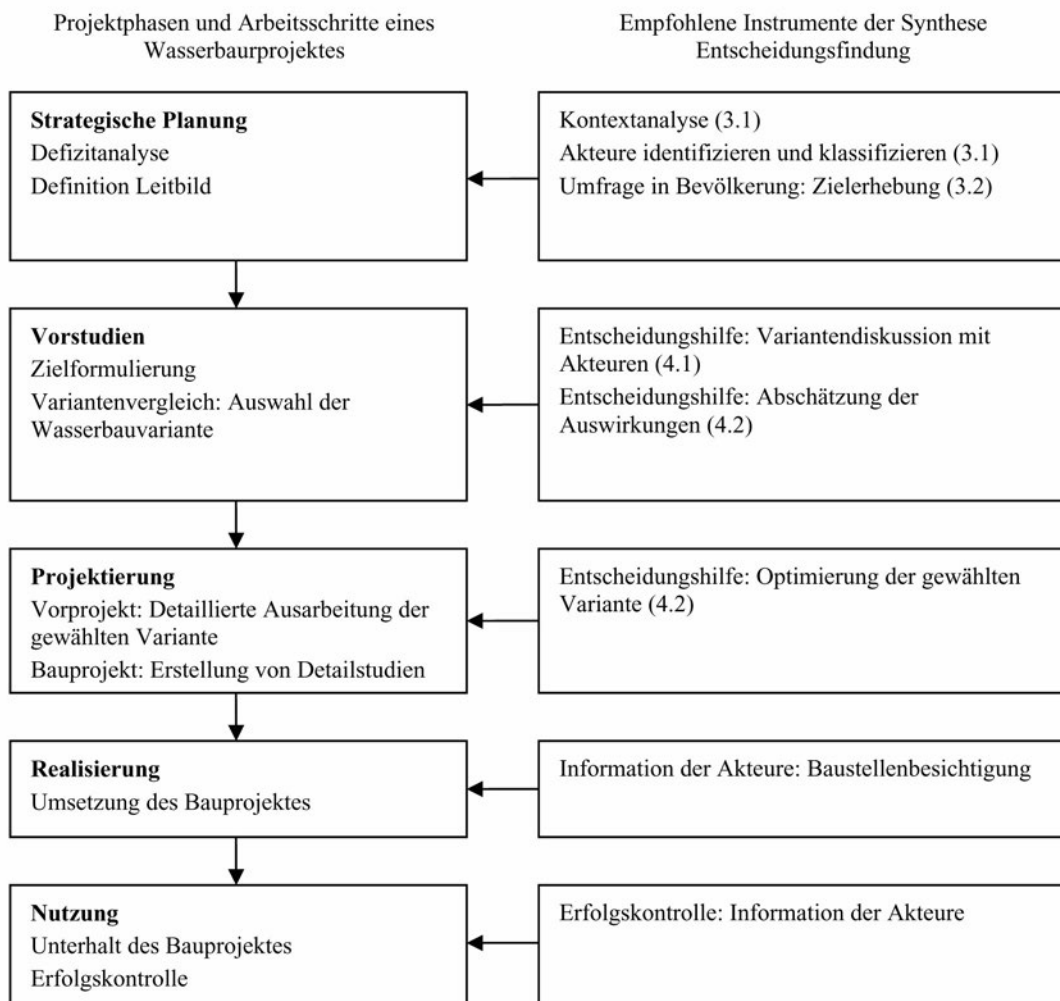 Projektphasen und Arbeitsschritte eines
Wasserbaurprojektes
Empfohlene Instrumente der Synthese
Entscheidungsfindung
Strategische Planung
Defizitanalyse
Definition Leitbild
Kontextanalyse (3.1)
Akteure identifizieren und klassifizieren (3.1)
Umfrage in Bevölkerung: Zielerhebung (3.2)
Vorstudien
Zielformulierung
Variantenvergleich: Auswahl der
Wasserbauvariante
Entscheidungshilfe: Variantendiskussion mit
Akteuren (4.1)
Entscheidungshilfe: Abschätzung der
Auswirkungen (4.2)
Projektierung
Vorprojekt: Detaillierte Ausarbeitung der
gewählten Variante
Bauprojekt: Erstellung von Detailstudien
Entscheidungshilfe: Optimierung der gewählten
Variante (4.2)
Realisierung
Umsetzung des Bauprojektes
Information der Akteure: Baustellenbesichtigung
Nutzung
Unterhalt des Bauprojektes
Erfolgskontrolle
Erfolgskontrolle: Information der Akteure